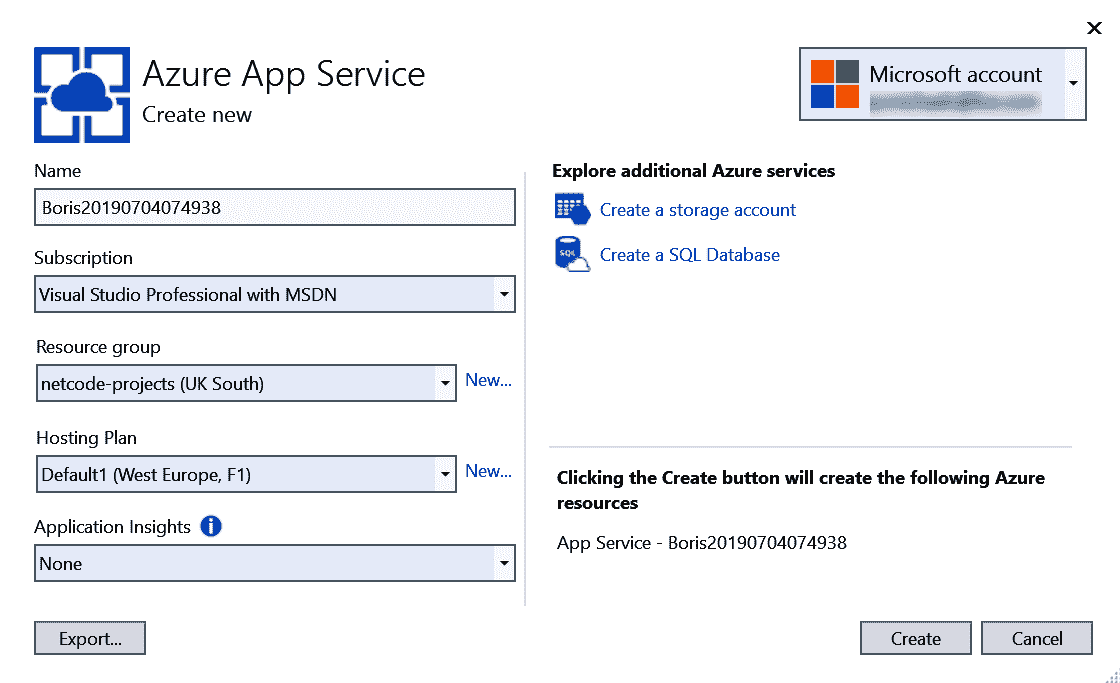 Azure App Service
Create new
Microsoft account
Name
Boris20190704074938
Subscription
Visual Studio Professional with MSDN
Resource group
netcode-projects (UK South)
New...
Hosting Plan
Default1 (West Europe, F1)
New...
Application Insights
None
Export...
Explore additional Azure services
Create a storage account
SQL
Create a SQL Database
Clicking the Create button will create the following Azure
resources
App Service - Boris20190704074938
Create
Cancel